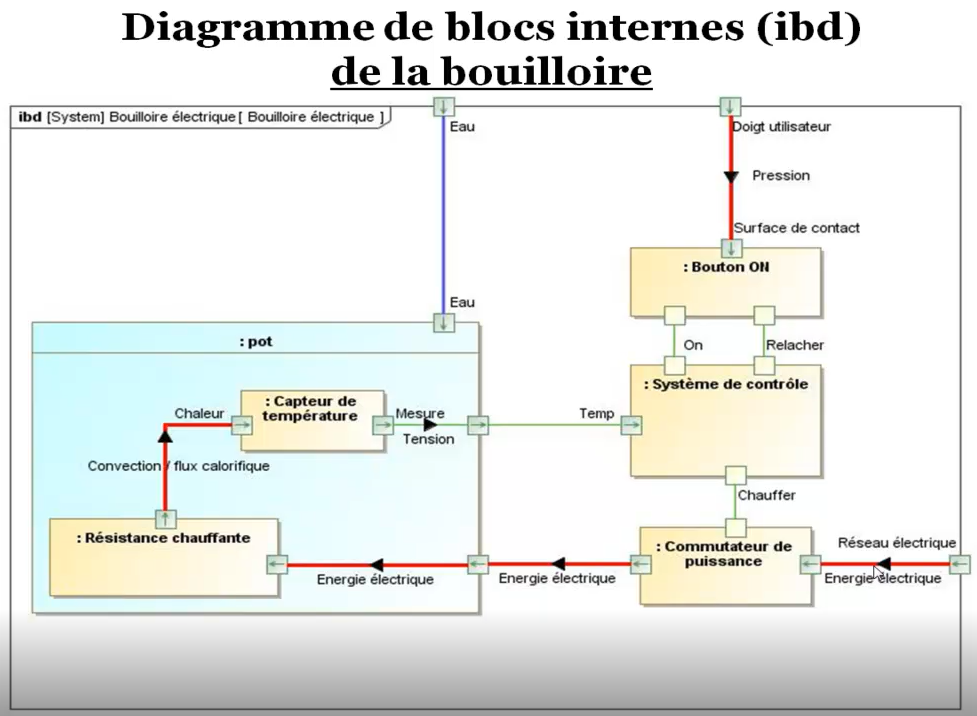 Diagramme de blocs internes (ibd)
de la bouilloire
ibd [System] Bouilloire électrique [ Bouilloire électrique ]
Eau
Doigt utilisateur
Pression
Surface de contact
: Bouton ON
Eau
: pot
On
Relacher
: Système de contrôle
: Capteur de
température
Chaleur
Mesure
Tension
Temp
Convection / flux calorifique
Chauffer
: Résistance chauffante
: Commutateur de
puissance
Réseau électrique
Energie électrique
Energie électrique
Energie électrique